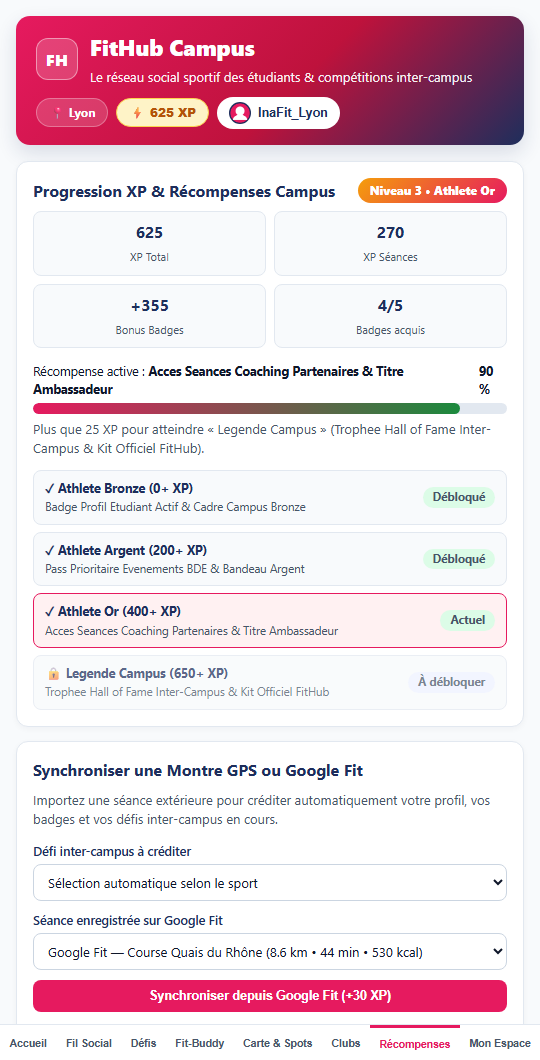 FH
FitHub Campus
Le réseau social sportif des étudiants & compétitions inter-campus
Lyon
625 XP
InaFit_Lyon
Progression XP & Récompenses Campus
Niveau 3 • Athlete Or
625
XP Total
270
XP Séances
+355
Bonus Badges
4/5
Badges acquis
Récompense active : Acces Seances Coaching Partenaires & Titre
Ambassadeur
90
%
Plus que 25 XP pour atteindre « Legende Campus » (Trophee Hall of Fame Inter-
Campus & Kit Officiel FitHub).
✓ Athlete Bronze (0+ XP)
Badge Profil Etudiant Actif & Cadre Campus Bronze
Débloqué
✓ Athlete Argent (200+ XP)
Pass Prioritaire Evenements BDE & Bandeau Argent
Débloqué
✓ Athlete Or (400+ XP)
Acces Seances Coaching Partenaires & Titre Ambassadeur
Actuel
Legende Campus (650+ XP)
Trophee Hall of Fame Inter-Campus & Kit Officiel FitHub
À débloquer
Synchroniser une Montre GPS ou Google Fit
Importez une séance extérieure pour créditer automatiquement votre profil, vos
badges et vos défis inter-campus en cours.
Défi inter-campus à créditer
Sélection automatique selon le sport
Séance enregistrée sur Google Fit
Google Fit — Course Quais du Rhône (8.6 km • 44 min • 530 kcal)
Synchroniser depuis Google Fit (+30 XP)
Accueil
Fil Social
Défis
Fit-Buddy
Carte & Spots
Clubs
Récompenses
Mon Espace